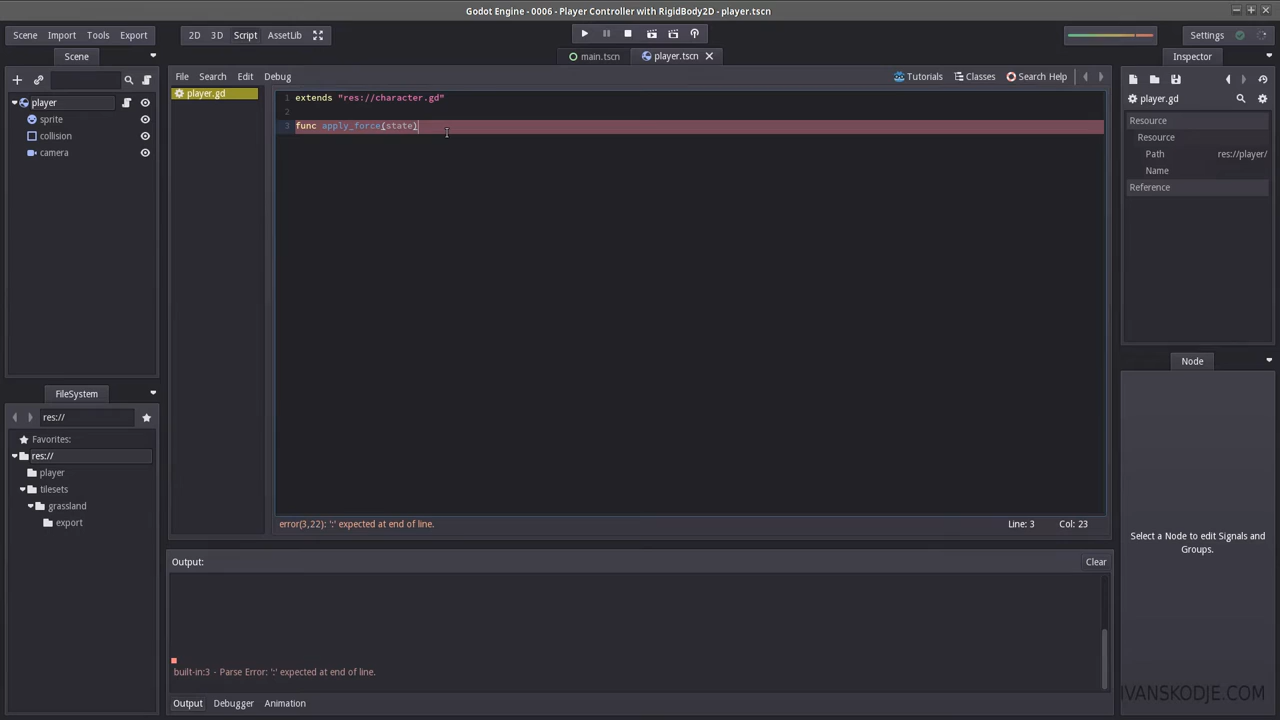 Godot Engine - 0006 - Player Controller with RigidBody2D - player.tscn
Scene Import Tools Export 2D 3D Script AssetLib Settings
Scene main.tscn player.tscn Inspector
File Search Edit Debug Tutorials Classes Search Help
player player.gd 1 extends "res://character.gd" player.gd
sprite 2 Resource
collision 3 func apply_force(state) Resource
camera Path res://player/
Name
Reference
Node
FileSystem
res://
Favorites:
res://
player
tilesets
grassland
export
error(3,22): ':' expected at end of line. Line: 3 Col: 23
Select a Node to edit Signals and
Groups.
Output: Clear
built-in:3 - Parse Error: ':' expected at end of line.
Output Debugger Animation
IVANSKODJE.COM